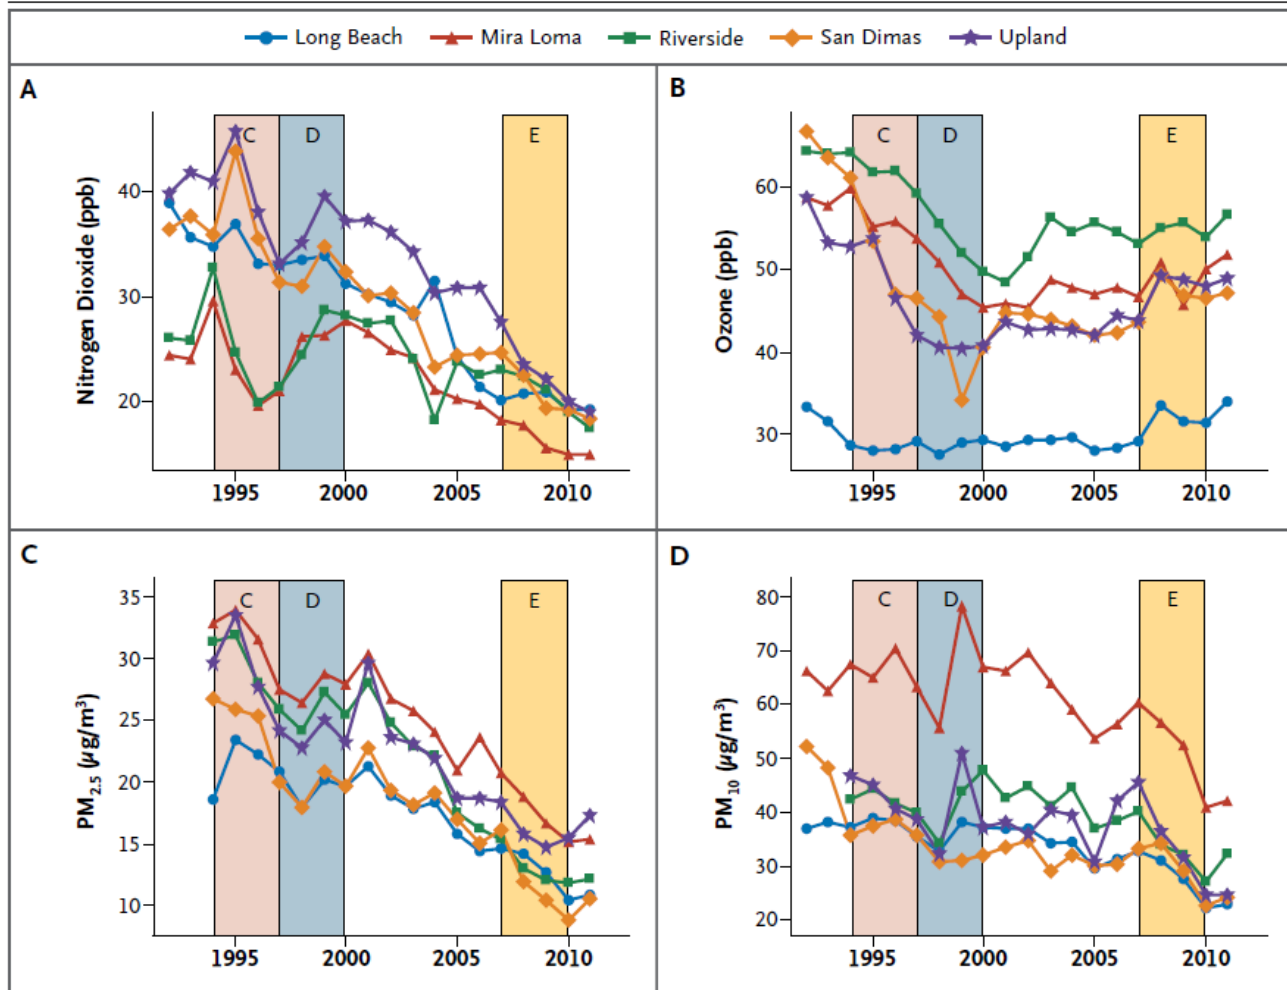 Long Beach Mira Loma Riverside San Dimas Upland
A
Nitrogen Dioxide (ppb)
40
30
20
C D E
1995 2000 2005 2010
B
Ozone (ppb)
60
50
40
30
C D E
1995 2000 2005 2010
C
PM2.5 (µg/m³)
35
30
25
20
15
10
C D E
1995 2000 2005 2010
D
PM10 (µg/m³)
80
70
60
50
40
30
20
C D E
1995 2000 2005 2010